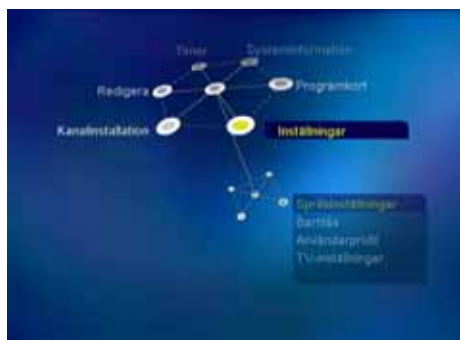 Timer
Systeminformation
Redigera
Programkort
Kanalinstallation
Inställningar
Språkinställningar
Barnlås
Användarprofil
TV-inställningar